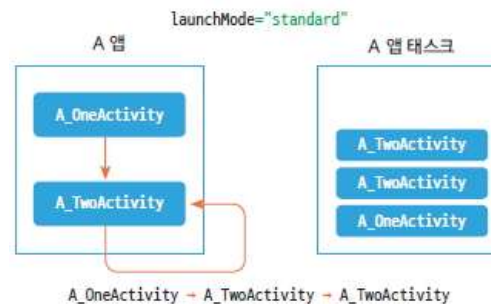 launchMode="standard"
A 앱
A 앱 태스크
A_OneActivity
A_TwoActivity
A_TwoActivity
A_TwoActivity
A_OneActivity
A_OneActivity → A_TwoActivity → A_TwoActivity